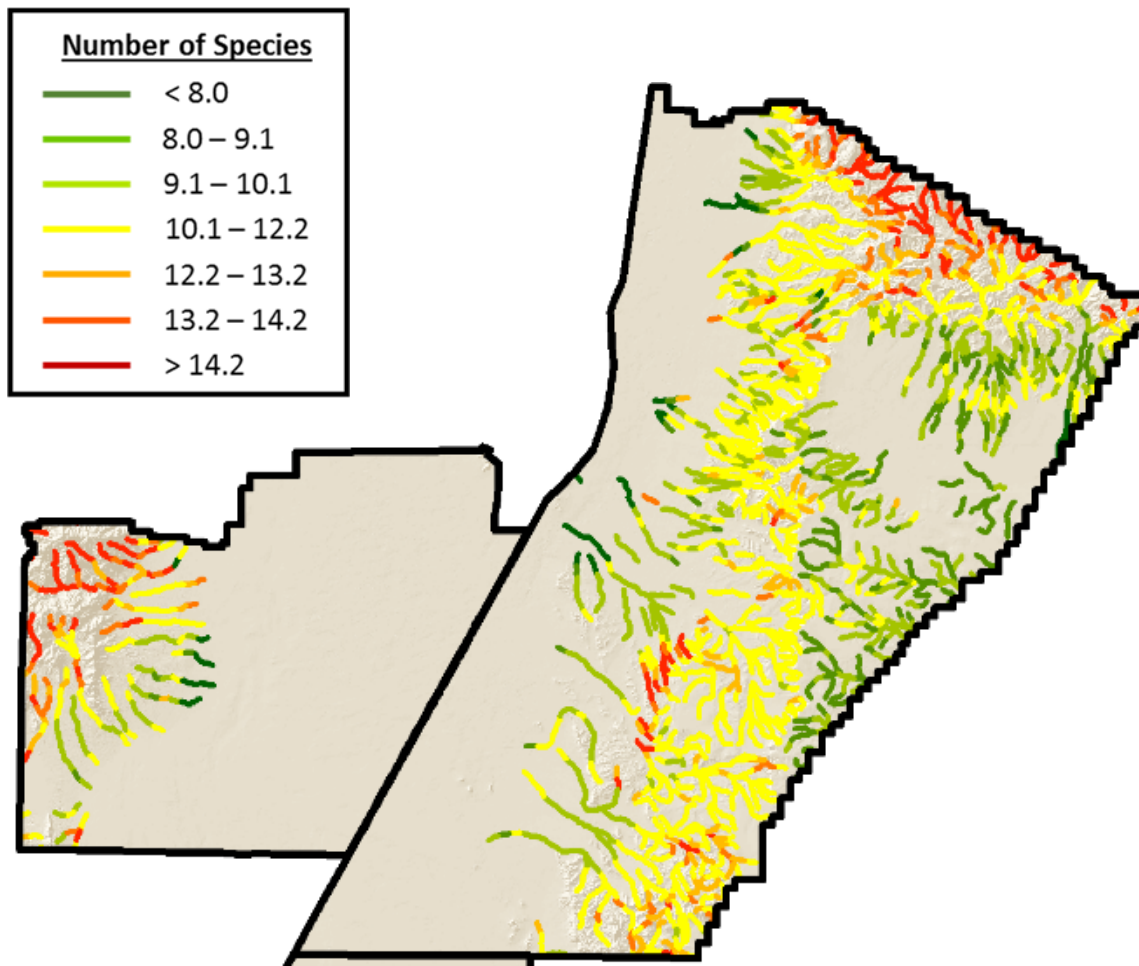 Number of Species
< 8.0
8.0 – 9.1
9.1 – 10.1
10.1 – 12.2
12.2 – 13.2
13.2 – 14.2
> 14.2